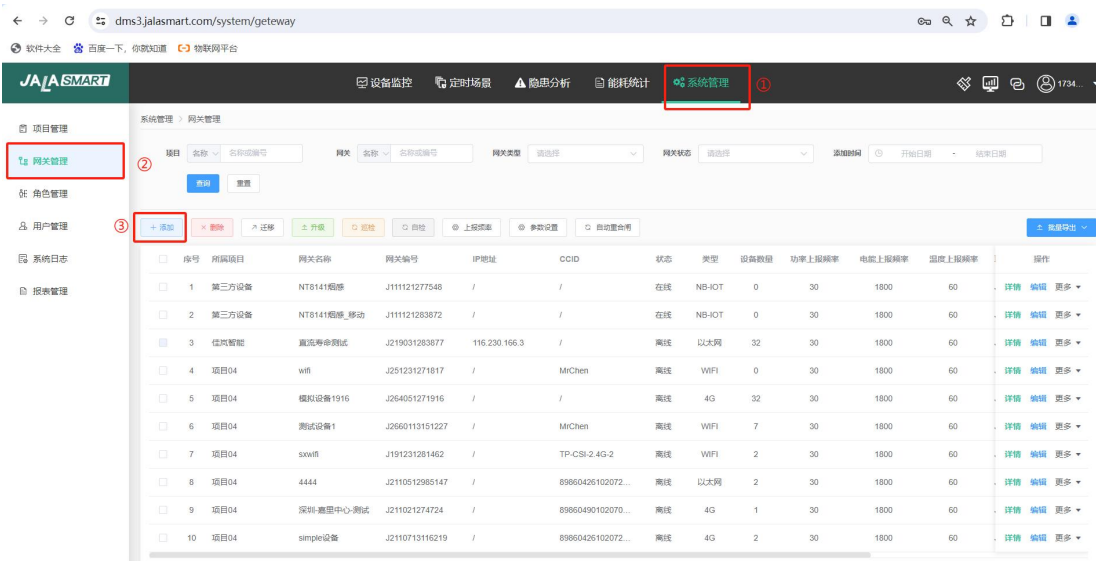 dms3.jalasmart.com/system/geteway
软件大全 百度一下，你就知道 物联网平台
JALA SMART 设备监控 定时场景 隐患分析 能耗统计 系统管理 ① 1734...
项目管理
网关管理 ②
角色管理
用户管理
系统日志
报表管理
系统管理 > 网关管理
项目 名称 名称或编号 网关 名称 名称或编号 网关类型 请选择 网关状态 请选择 添加时间 开始日期 - 结束日期
查询 重置
③ + 添加 × 删除 迁移 升级 巡检 自检 上报频率 参数设置 自动重合闸 批量导出
序号 所属项目 网关名称 网关编号 IP地址 CCID 状态 类型 设备数量 功率上报频率 电能上报频率 温度上报频率 操作
1 第三方设备 NT8141烟感 J111121277548 / / 在线 NB-IOT 0 30 1800 60 详情 编辑 更多
2 第三方设备 NT8141烟感_移动 J111121283872 / / 在线 NB-IOT 0 30 1800 60 详情 编辑 更多
3 佳岚智能 直流寿命测试 J219031283877 116.230.166.3 / 离线 以太网 32 30 1800 60 详情 编辑 更多
4 项目04 wifi J251231271817 / MrChen 离线 WIFI 0 30 1800 60 详情 编辑 更多
5 项目04 模拟设备1916 J264051271916 / / 离线 4G 32 30 1800 60 详情 编辑 更多
6 项目04 测试设备1 J2660113151227 / MrChen 离线 WIFI 7 30 1800 60 详情 编辑 更多
7 项目04 sxwifi J191231281462 / TP-CSI-2.4G-2 离线 WIFI 2 30 1800 60 详情 编辑 更多
8 项目04 4444 J2110512985147 / 89860426102072... 离线 以太网 2 30 1800 60 详情 编辑 更多
9 项目04 深圳-嘉里中心-测试 J211021274724 / 89860490102070... 离线 4G 1 30 1800 60 详情 编辑 更多
10 项目04 simple设备 J2110713116219 / 89860426102072... 离线 4G 2 30 1800 60 详情 编辑 更多